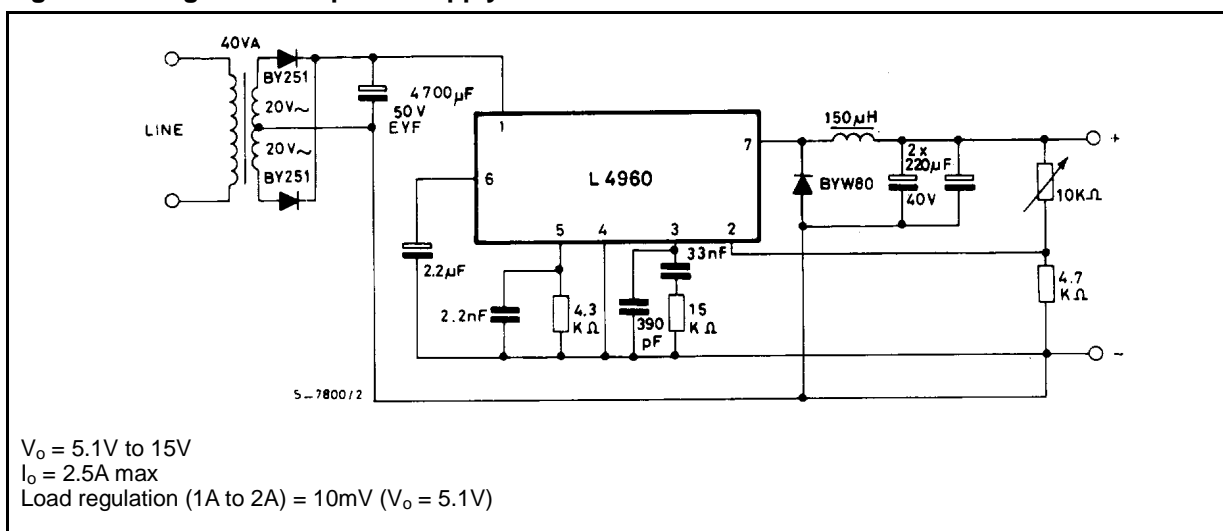 40VA
BY251
20V~
LINE
20V~
BY251
4700µF
50V
EYF
1
7
L4960
6
5
4
3
2
150µH
2x
220µF
40V
BYW80
+
10KΩ
2.2µF
33nF
2.2nF
4.3
KΩ
390
pF
15
KΩ
4.7
KΩ
-
S_7800/2
Vo = 5.1V to 15V
Io = 2.5A max
Load regulation (1A to 2A) = 10mV (Vo = 5.1V)